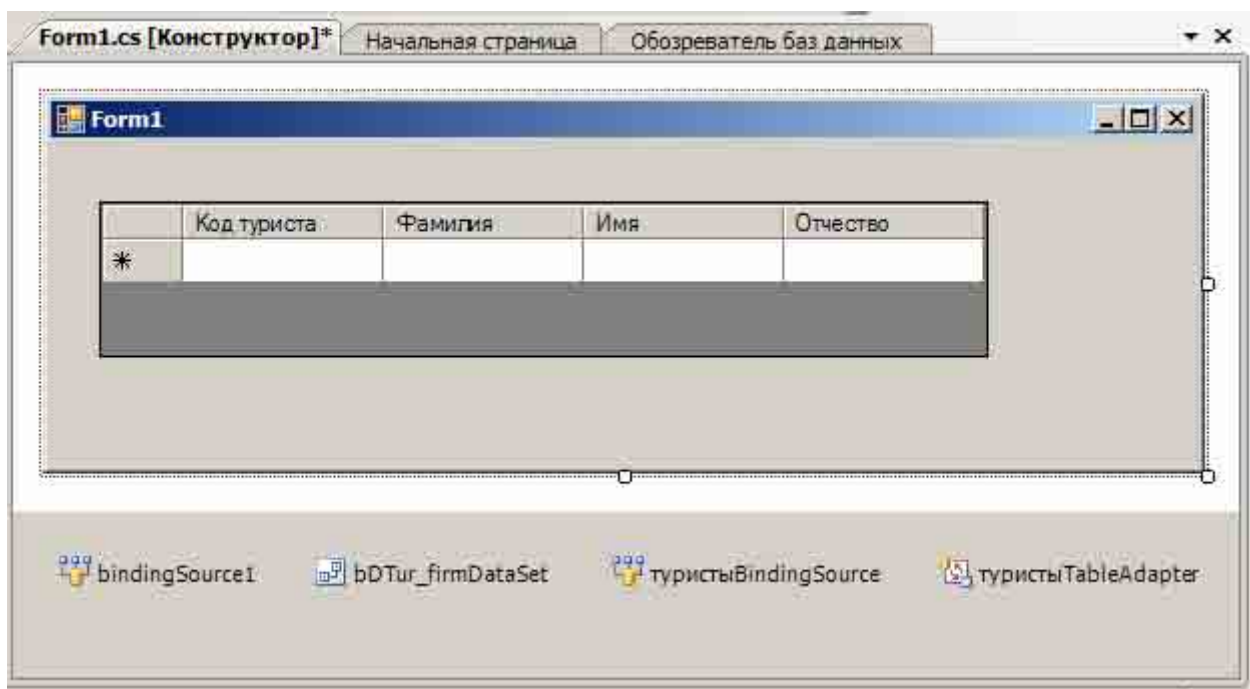 Form1.cs [Конструктор]* Начальная страница Обозреватель баз данных
Form1
Код туриста Фамилия Имя Отчество
bindingSource1 bDTur_firmDataSet туристыBindingSource туристыTableAdapter